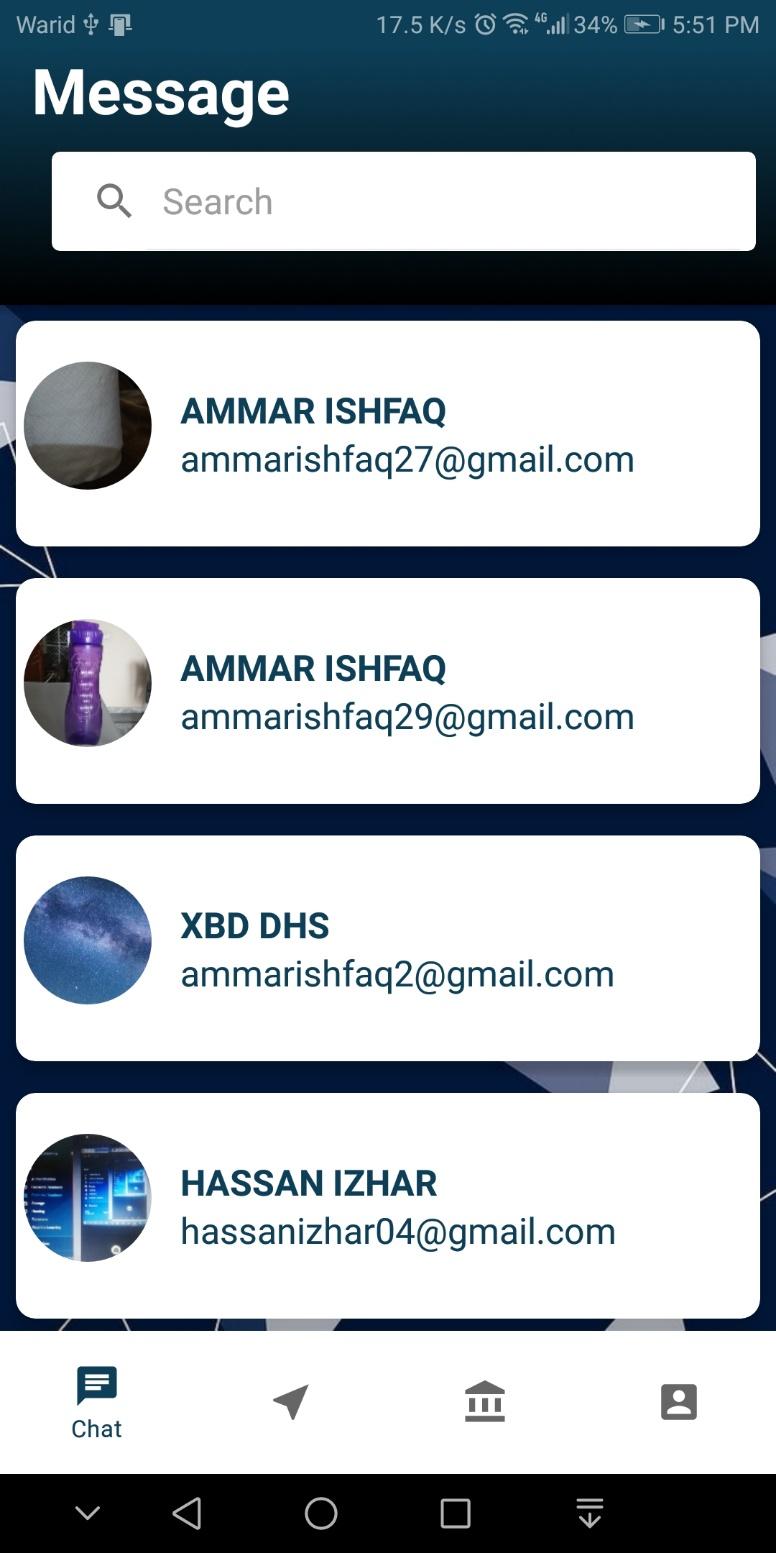 Warid 17.5 K/s 4G 34% 5:51 PM
Message
Search
AMMAR ISHFAQ
ammarishfaq27@gmail.com
AMMAR ISHFAQ
ammarishfaq29@gmail.com
XBD DHS
ammarishfaq2@gmail.com
HASSAN IZHAR
hassanizhar04@gmail.com
Chat